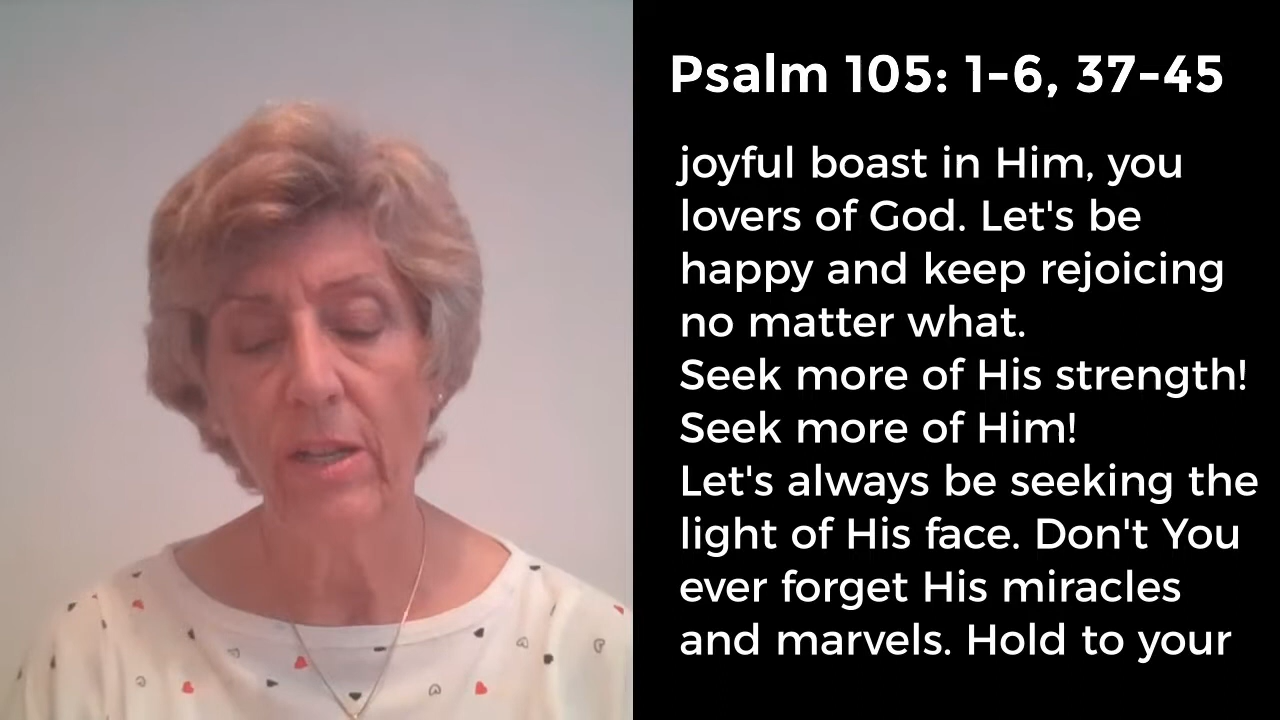 Psalm 105: 1-6, 37-45
joyful boast in Him, you
lovers of God. Let's be
happy and keep rejoicing
no matter what.
Seek more of His strength!
Seek more of Him!
Let's always be seeking the
light of His face. Don't You
ever forget His miracles
and marvels. Hold to your